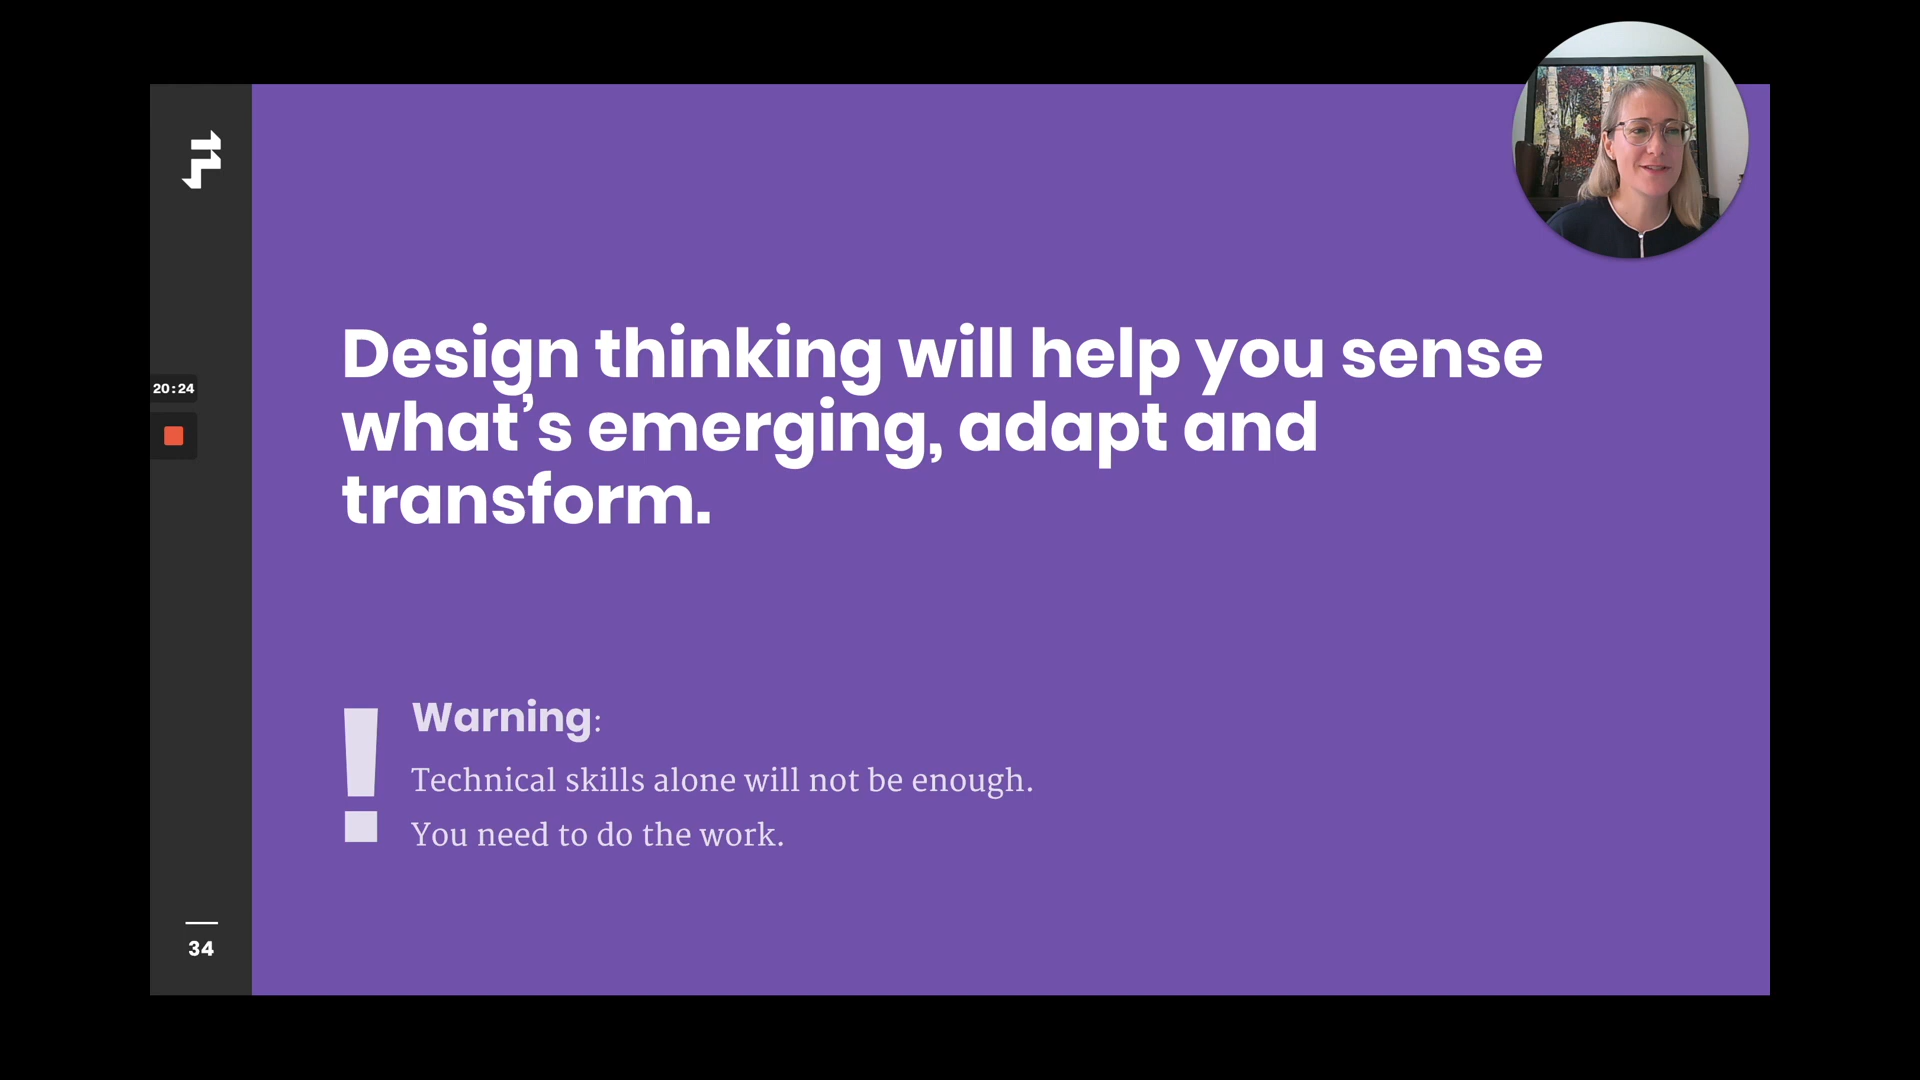 20:24
Design thinking will help you sense
what’s emerging, adapt and
transform.
!
Warning:
Technical skills alone will not be enough.
You need to do the work.
34